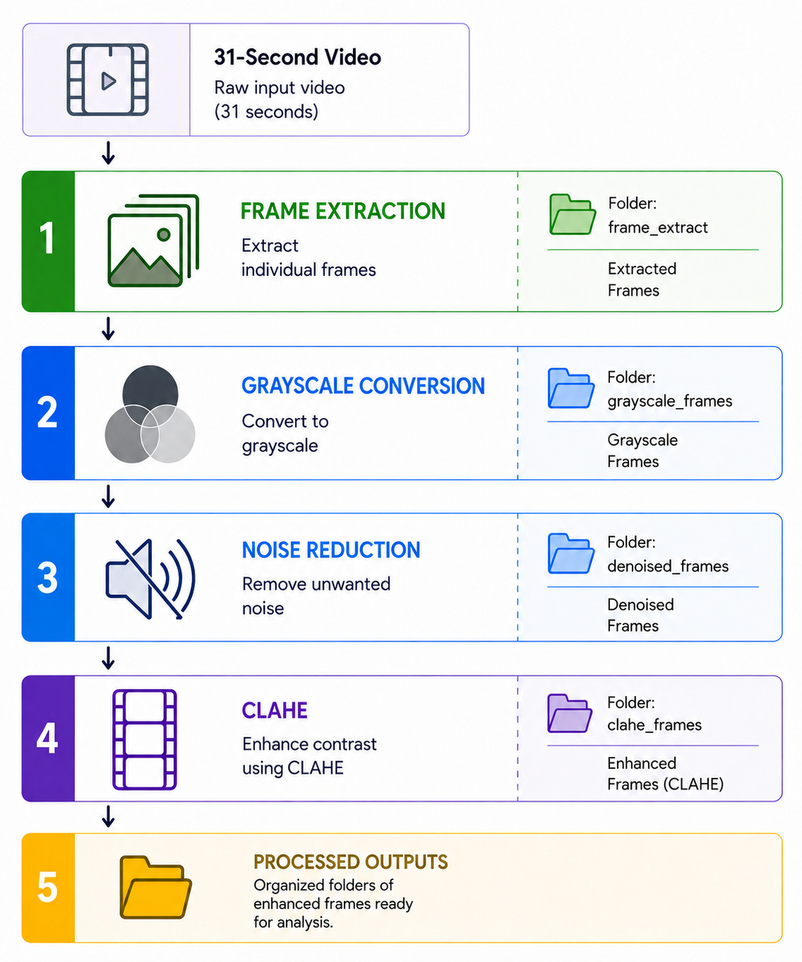 31-Second Video
Raw input video
(31 seconds)
1
FRAME EXTRACTION
Extract
individual frames
Folder:
frame_extract
Extracted
Frames
2
GRAYSCALE CONVERSION
Convert to
grayscale
Folder:
grayscale_frames
Grayscale
Frames
3
NOISE REDUCTION
Remove unwanted
noise
Folder:
denoised_frames
Denoised
Frames
4
CLAHE
Enhance contrast
using CLAHE
Folder:
clahe_frames
Enhanced
Frames (CLAHE)
5
PROCESSED OUTPUTS
Organized folders of
enhanced frames ready
for analysis.